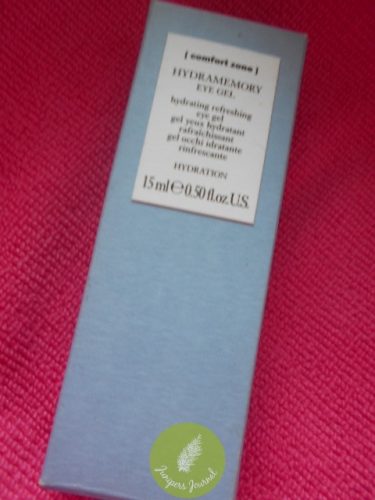 [ comfort zone ]
HYDRAMEMORY
EYE GEL
hydrating refreshing
eye gel
gel yeux hydratant
rafraîchissant
gel occhi idratante
rinfrescante
HYDRATION
15 ml ℮ 0.50 fl.oz.U.S.
Junipers Journal